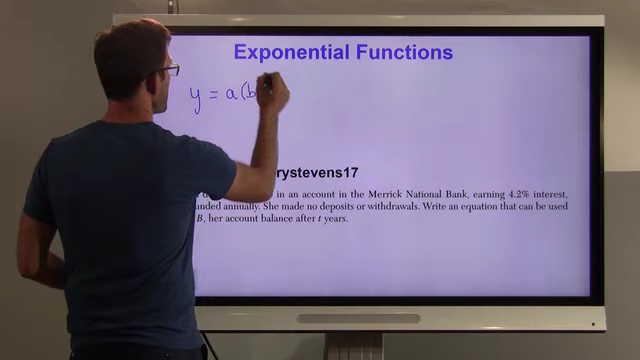 Exponential Functions
y = a(b
rystevens17
in an account in the Merrick National Bank, earning 4.2% interest,
unded annually. She made no deposits or withdrawals. Write an equation that can be used
B, her account balance after t years.